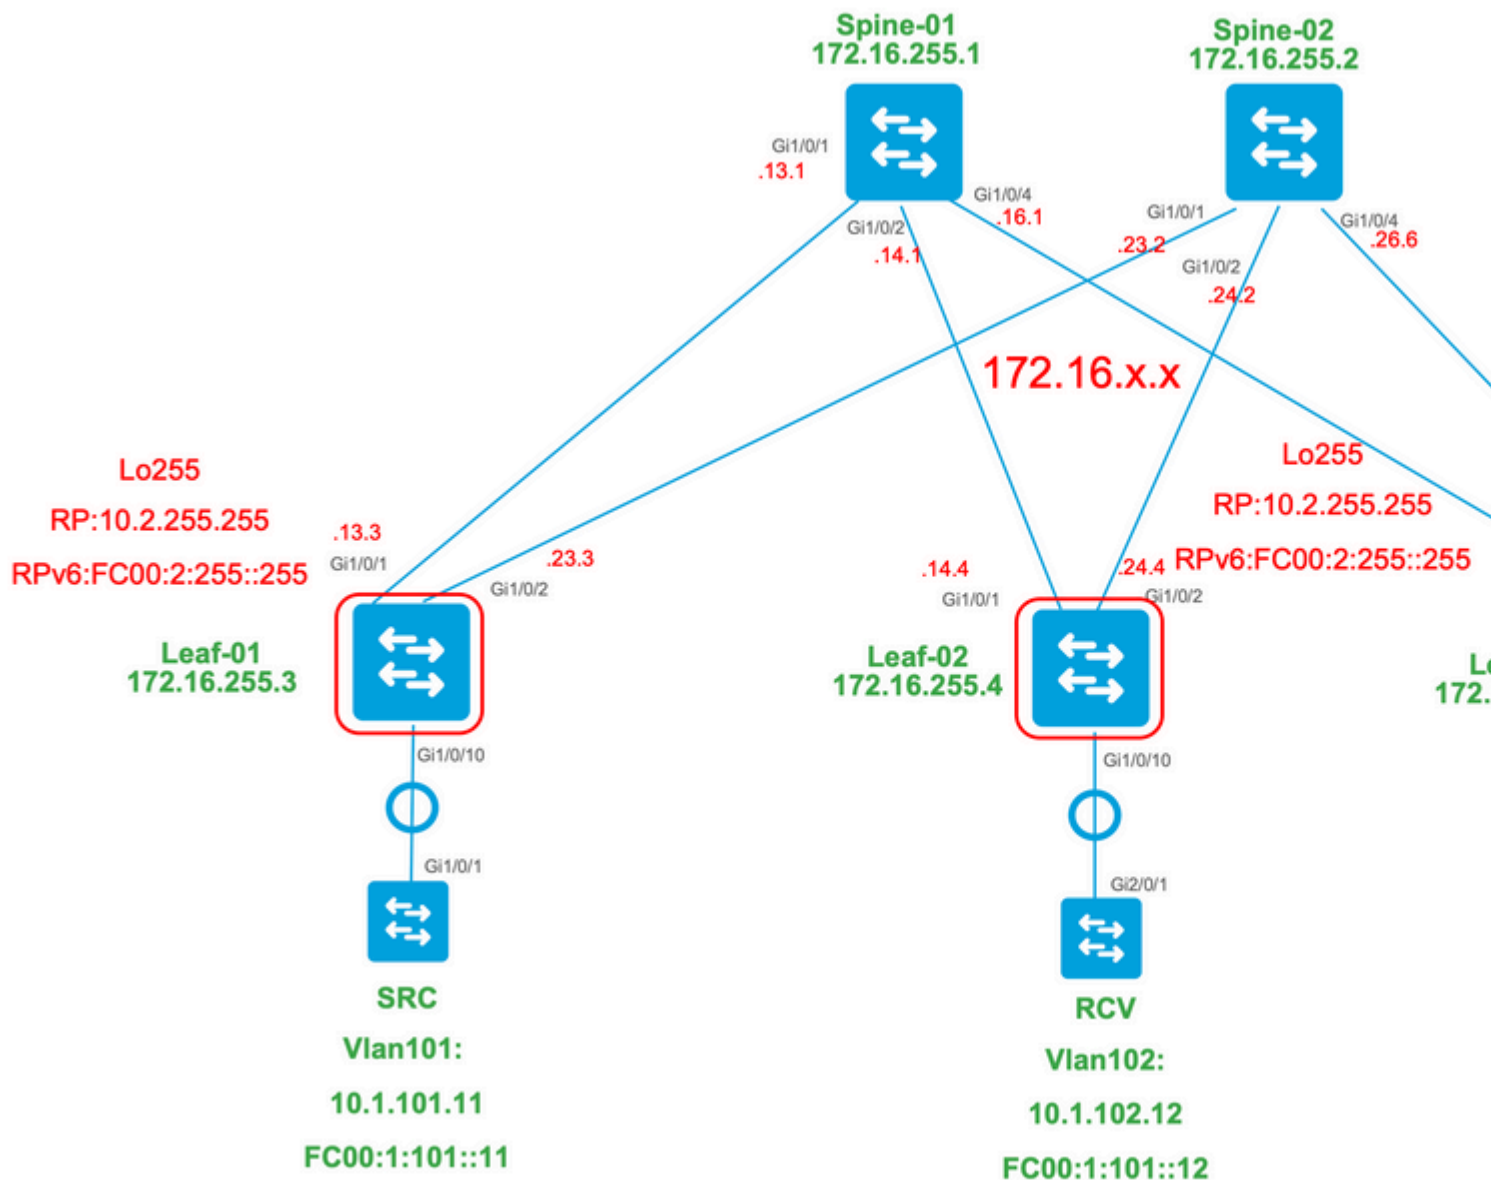 Spine-01
172.16.255.1
Spine-02
172.16.255.2
Gi1/0/1
.13.1
Gi1/0/2
.14.1
Gi1/0/4
.16.1
Gi1/0/1
.23.2
Gi1/0/2
.24.2
Gi1/0/4
.26.6
172.16.x.x
Lo255
RP:10.2.255.255
RPv6:FC00:2:255::255
.13.3
Gi1/0/1
.23.3
Gi1/0/2
Lo255
RP:10.2.255.255
RPv6:FC00:2:255::255
.14.4
Gi1/0/1
.24.4
Gi1/0/2
Leaf-01
172.16.255.3
Leaf-02
172.16.255.4
172.
Gi1/0/10
Gi1/0/1
Gi1/0/10
Gi2/0/1
SRC
Vlan101:
10.1.101.11
FC00:1:101::11
RCV
Vlan102:
10.1.102.12
FC00:1:101::12